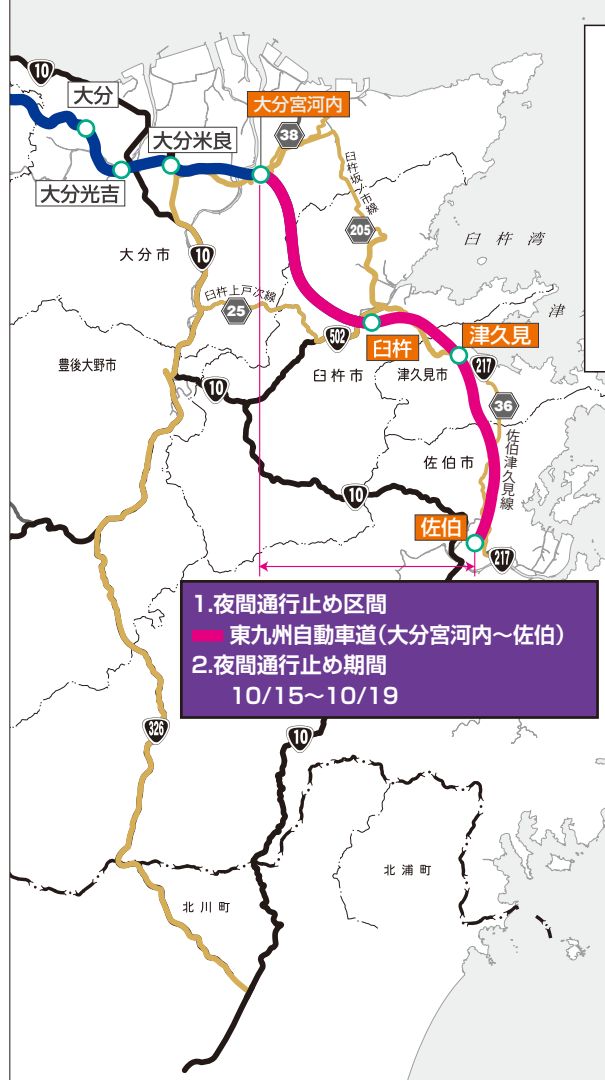 10
大分
大分宮河内
大分米良
38
大分光吉
臼杵坂ノ市線
205
臼杵湾
大分市
10
臼杵上戸次線
25
津
502
臼杵
津久見
217
豊後大野市
臼杵市
津久見市
10
36
佐伯津久見線
佐伯市
10
佐伯
217
1.夜間通行止め区間
東九州自動車道(大分宮河内～佐伯)
2.夜間通行止め期間
10/15～10/19
326
10
北浦町
北川町